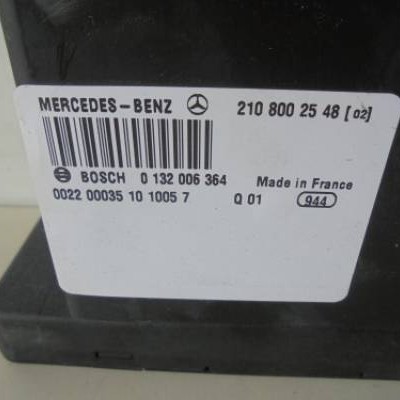 MERCEDES-BENZ 210 800 25 48 [02]
BOSCH 0 132 006 364 Made in France
0022 00035 10 1005 7 Q 01 944